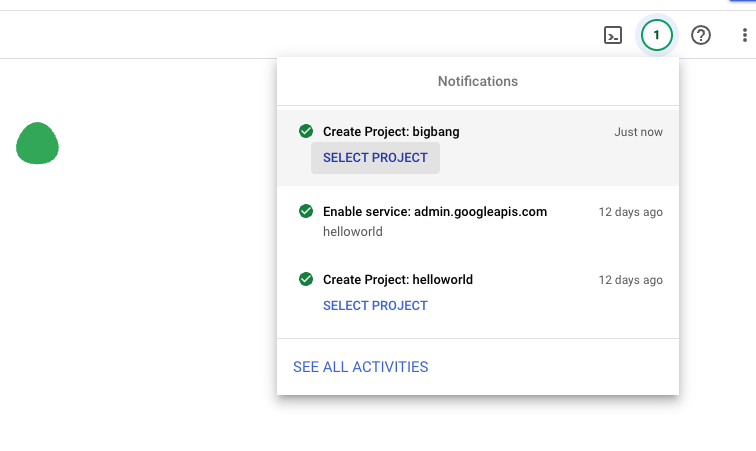 1
Notifications
Create Project: bigbang Just now
SELECT PROJECT
Enable service: admin.googleapis.com 12 days ago
helloworld
Create Project: helloworld 12 days ago
SELECT PROJECT
SEE ALL ACTIVITIES